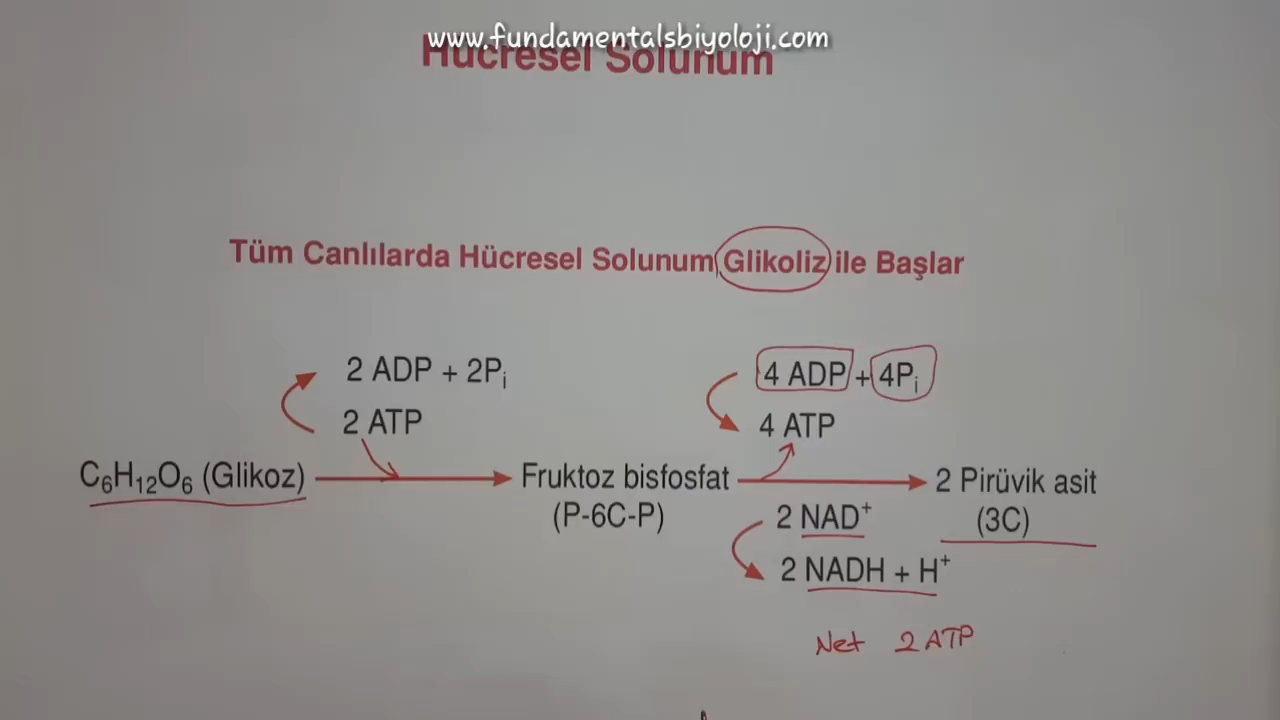 www.fundamentalsbiyoloji.com
Hücresel Solunum
Tüm Canlılarda Hücresel Solunum Glikoliz ile Başlar
2 ADP + 2Pᵢ
2 ATP
4 ADP + 4Pᵢ
4 ATP
C₆H₁₂O₆ (Glikoz)
Fruktoz bisfosfat
(P-6C-P)
2 Pirüvik asit
(3C)
2 NAD⁺
2 NADH + H⁺
Net 2 ATP